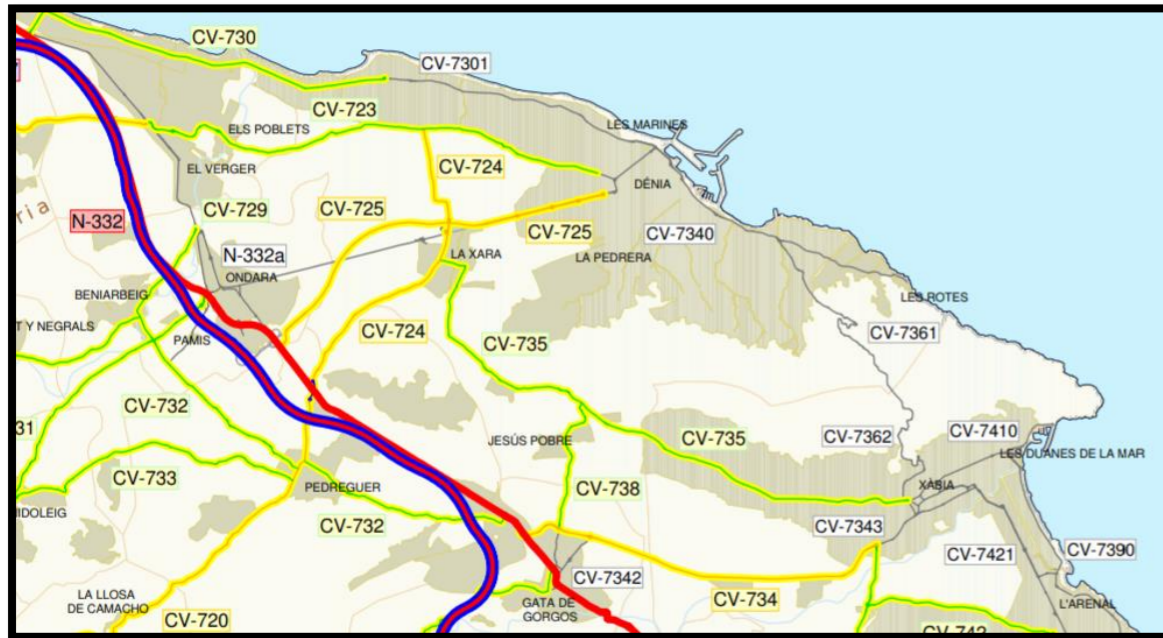 CV-730
CV-7301
CV-723
ELS POBLETS
LES MARINES
EL VERGER
CV-724
DÉNIA
ria
N-332
CV-729
CV-725
CV-725
CV-7340
N-332a
LA XARA
LA PEDRERA
ONDARA
BENIARBEIG
LES ROTES
T Y NEGRALS
PAMIS
CV-724
CV-735
CV-7361
CV-732
31
JESÚS POBRE
CV-735
CV-7362
CV-7410
LES DUANES DE LA MAR
CV-733
PEDREGUER
CV-738
XÀBIA
IDOLEIG
CV-732
CV-7343
CV-7421
CV-7390
CV-7342
LA LLOSA
DE CAMACHO
GATA DE
GORGOS
CV-734
L'ARENAL
CV-720
CV-742